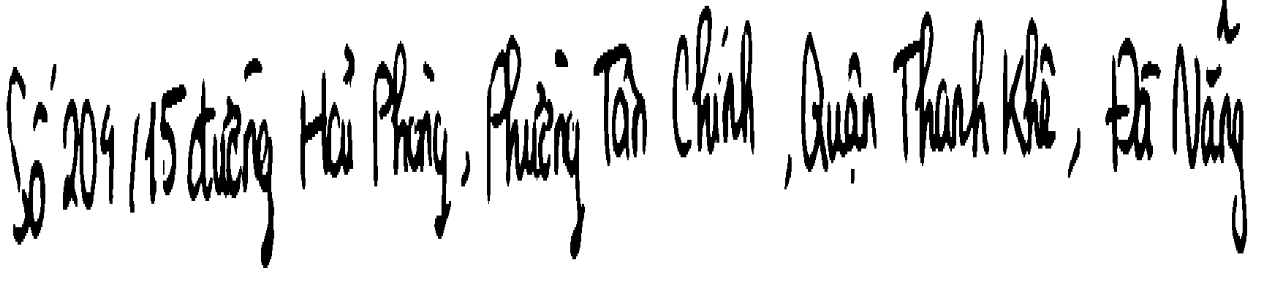 Số 204/15 đường Hải Phòng, Phường Tân Chính, Quận Thanh Khê, Đà Nẵng